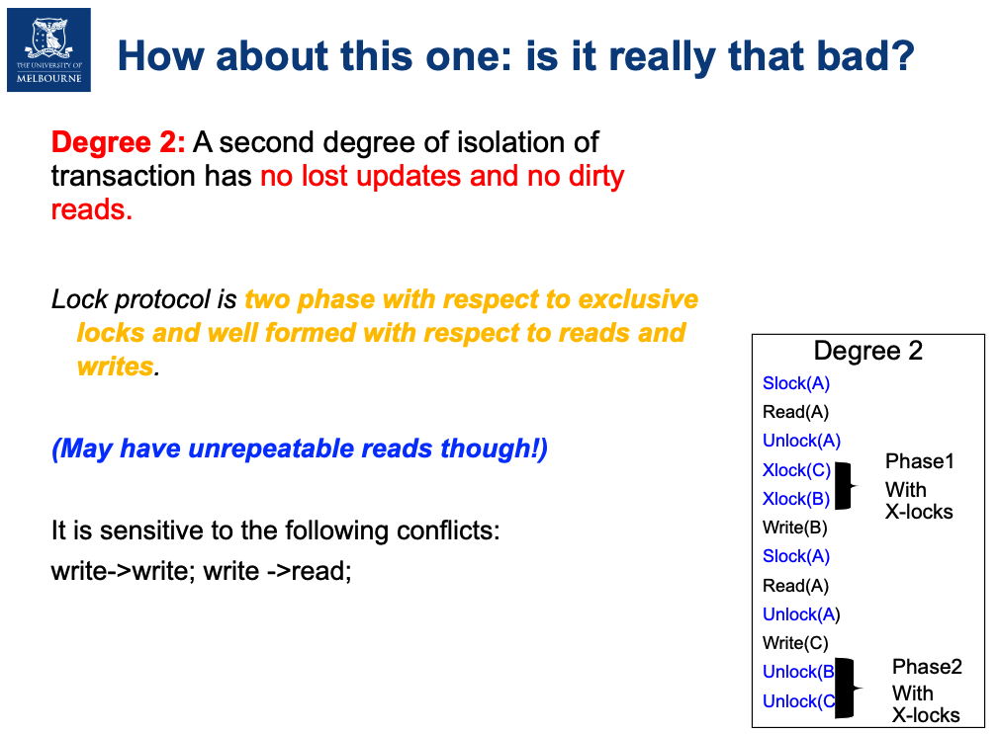 THE UNIVERSITY OF
MELBOURNE
How about this one: is it really that bad?
Degree 2: A second degree of isolation of
transaction has no lost updates and no dirty
reads.
Lock protocol is two phase with respect to exclusive
locks and well formed with respect to reads and
writes.
(May have unrepeatable reads though!)
It is sensitive to the following conflicts:
write->write; write ->read;
Degree 2
Slock(A)
Read(A)
Unlock(A)
Xlock(C)
Xlock(B)
Write(B)
Slock(A)
Read(A)
Unlock(A)
Write(C)
Unlock(B
Unlock(C
Phase1
With
X-locks
Phase2
With
X-locks